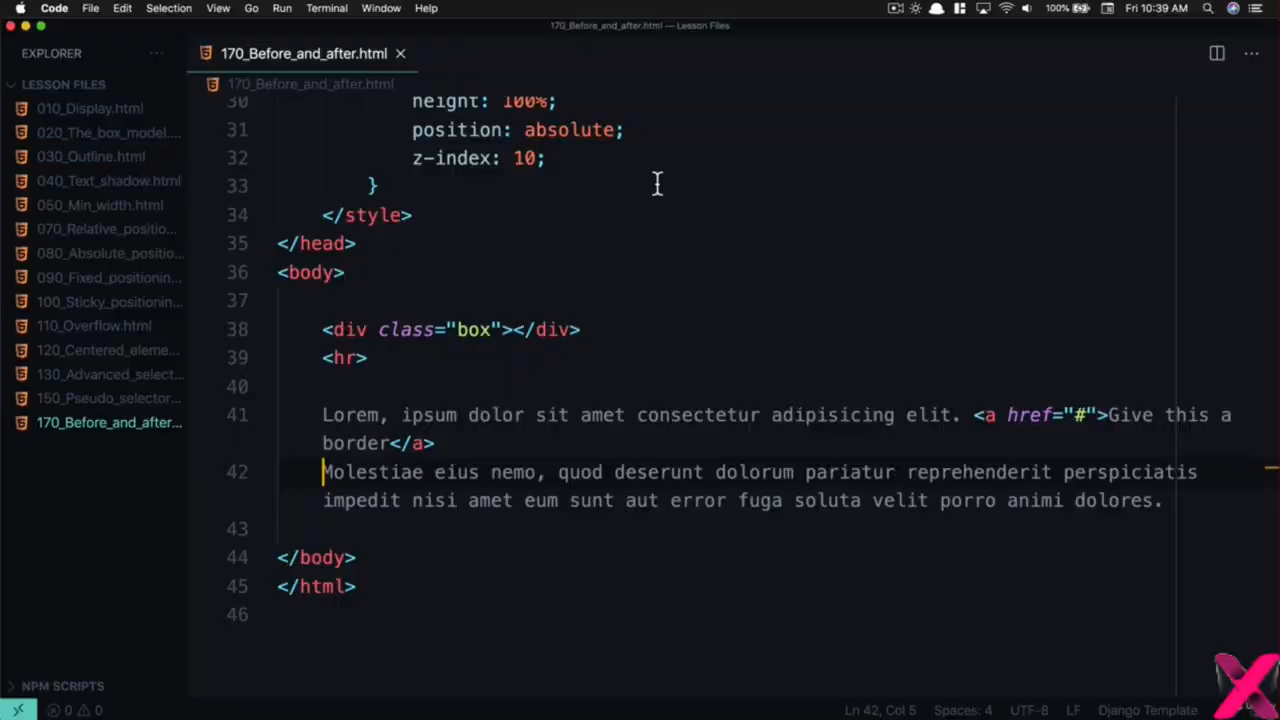 Code File Edit Selection View Go Run Terminal Window Help 100% Fri 10:39 AM
170_Before_and_after.html — Lesson Files
EXPLORER
170_Before_and_after.html
LESSON FILES
170_Before_and_after.html
010_Display.html
020_The_box_model....
030_Outline.html
040_Text_shadow.html
050_Min_width.html
070_Relative_positio...
080_Absolute_positio...
090_Fixed_positionin...
100_Sticky_positionin...
110_Overflow.html
120_Centered_eleme...
130_Advanced_select...
150_Pseudo_selector...
170_Before_and_after...
30 height: 100%;
31 position: absolute;
32 z-index: 10;
33 }
34 </style>
35 </head>
36 <body>
37
38 <div class="box"></div>
39 <hr>
40
41 Lorem, ipsum dolor sit amet consectetur adipisicing elit. <a href="#">Give this a
border</a>
42 Molestiae eius nemo, quod deserunt dolorum pariatur reprehenderit perspiciatis
impedit nisi amet eum sunt aut error fuga soluta velit porro animi dolores.
43
44 </body>
45 </html>
46
NPM SCRIPTS
0 0 Ln 42, Col 5 Spaces: 4 UTF-8 LF Django Template
X